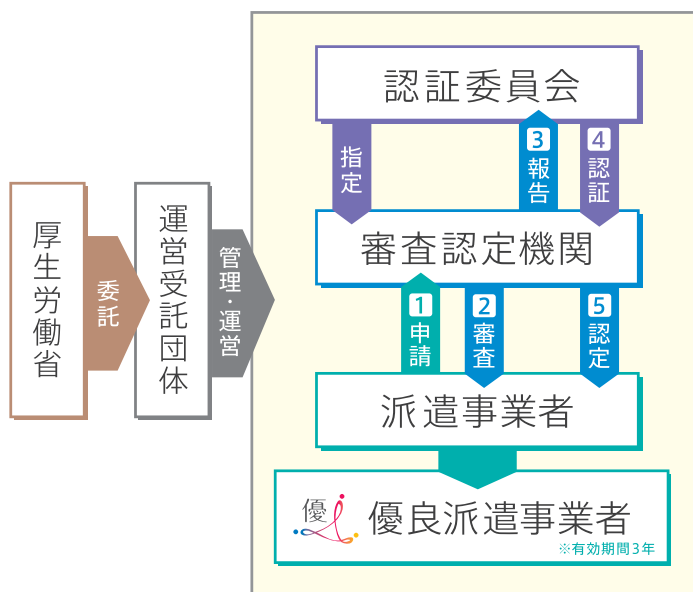 厚生労働省
委託
運営受託団体
管理・運営
認証委員会
指定
3 報告
4 認証
審査認定機関
1 申請
2 審査
5 認定
派遣事業者
優
優良派遣事業者
※有効期間3年